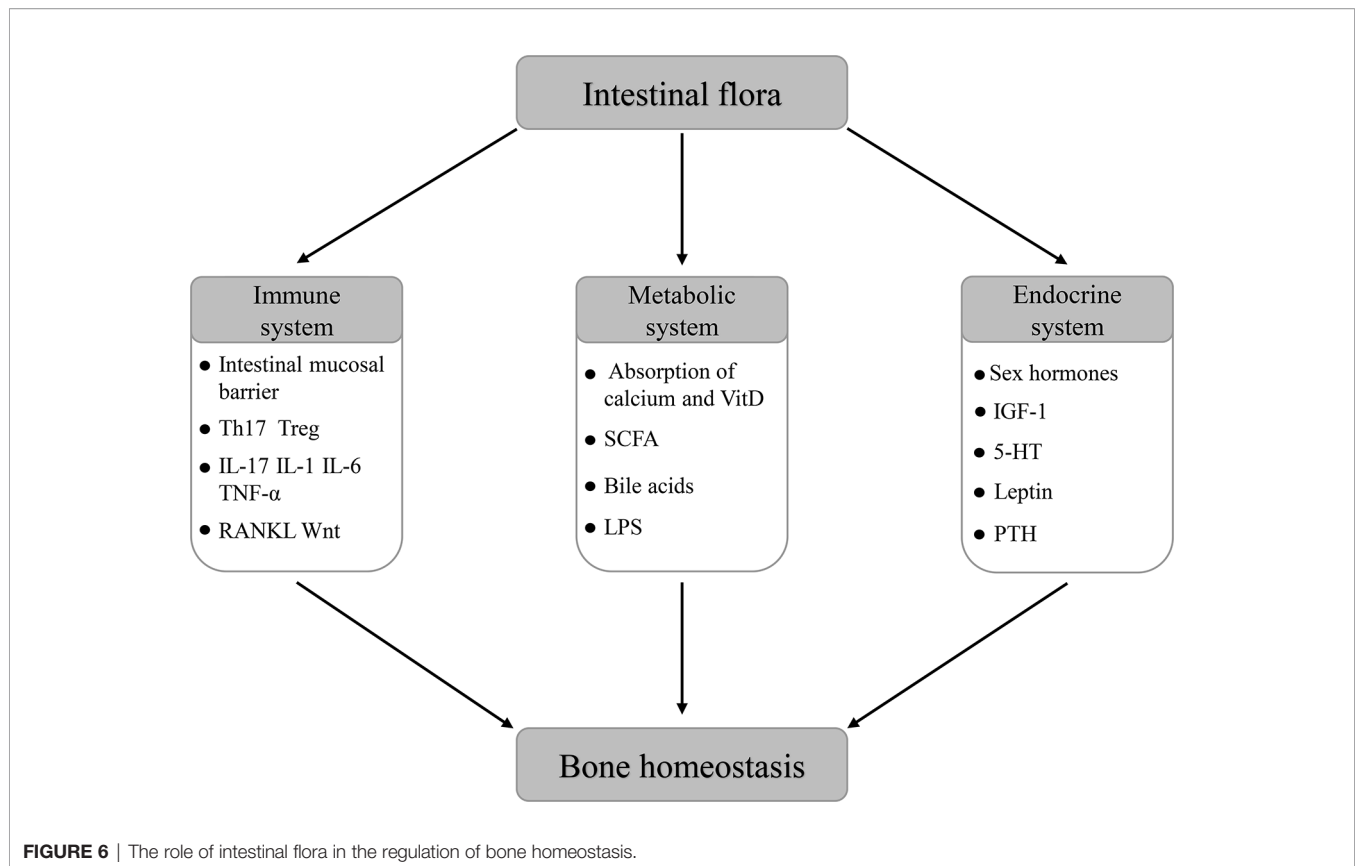 Intestinal flora
Immune
system
● Intestinal mucosal
barrier
● Th17 Treg
● IL-17 IL-1 IL-6
TNF-α
● RANKL Wnt
Metabolic
system
● Absorption of
calcium and VitD
● SCFA
● Bile acids
● LPS
Endocrine
system
● Sex hormones
● IGF-1
● 5-HT
● Leptin
● PTH
Bone homeostasis
FIGURE 6 | The role of intestinal flora in the regulation of bone homeostasis.